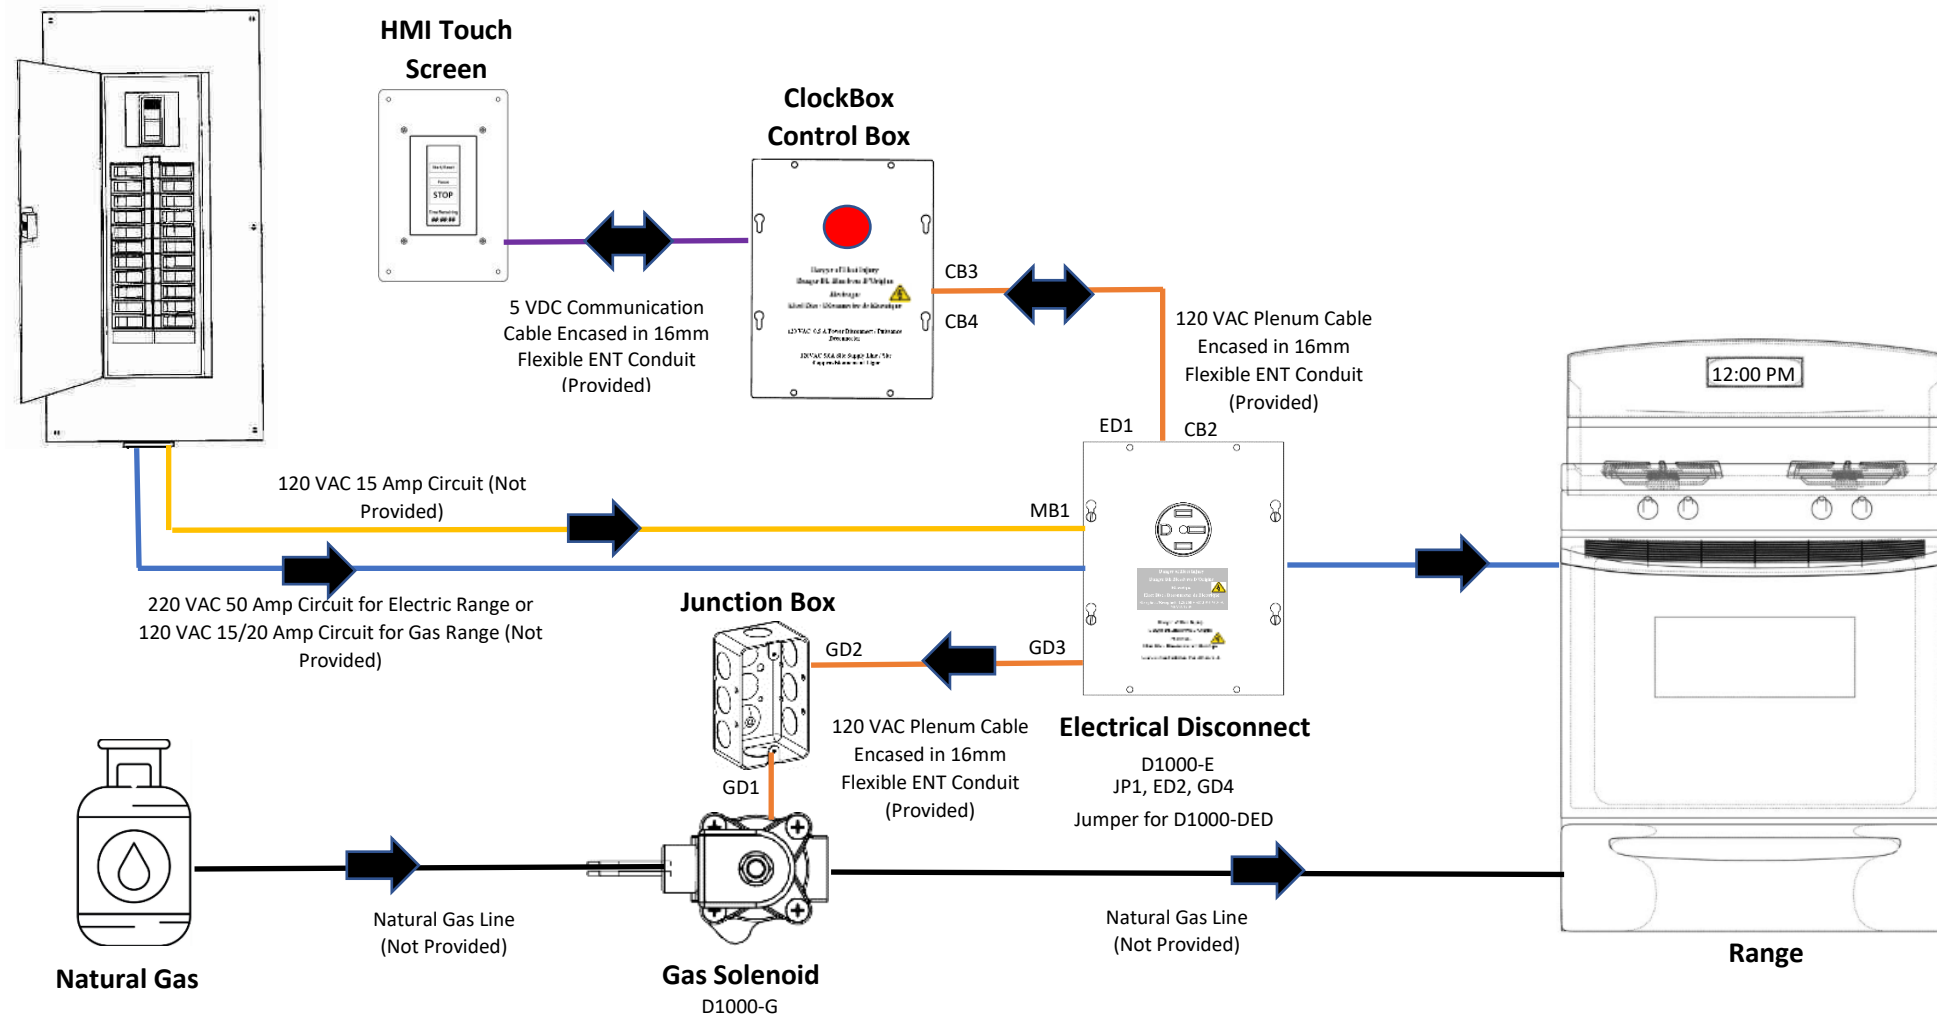 HMI Touch
Screen
ClockBox
Control Box
STOP
CB3
CB4
5 VDC Communication
Cable Encased in 16mm
Flexible ENT Conduit
(Provided)
120 VAC Plenum Cable
Encased in 16mm
Flexible ENT Conduit
(Provided)
12:00 PM
ED1
CB2
120 VAC 15 Amp Circuit (Not
Provided)
MB1
220 VAC 50 Amp Circuit for Electric Range or
120 VAC 15/20 Amp Circuit for Gas Range (Not
Provided)
Junction Box
GD2
GD3
GD1
120 VAC Plenum Cable
Encased in 16mm
Flexible ENT Conduit
(Provided)
Electrical Disconnect
D1000-E
JP1, ED2, GD4
Jumper for D1000-DED
Natural Gas Line
(Not Provided)
Natural Gas Line
(Not Provided)
Natural Gas
Gas Solenoid
D1000-G
Range